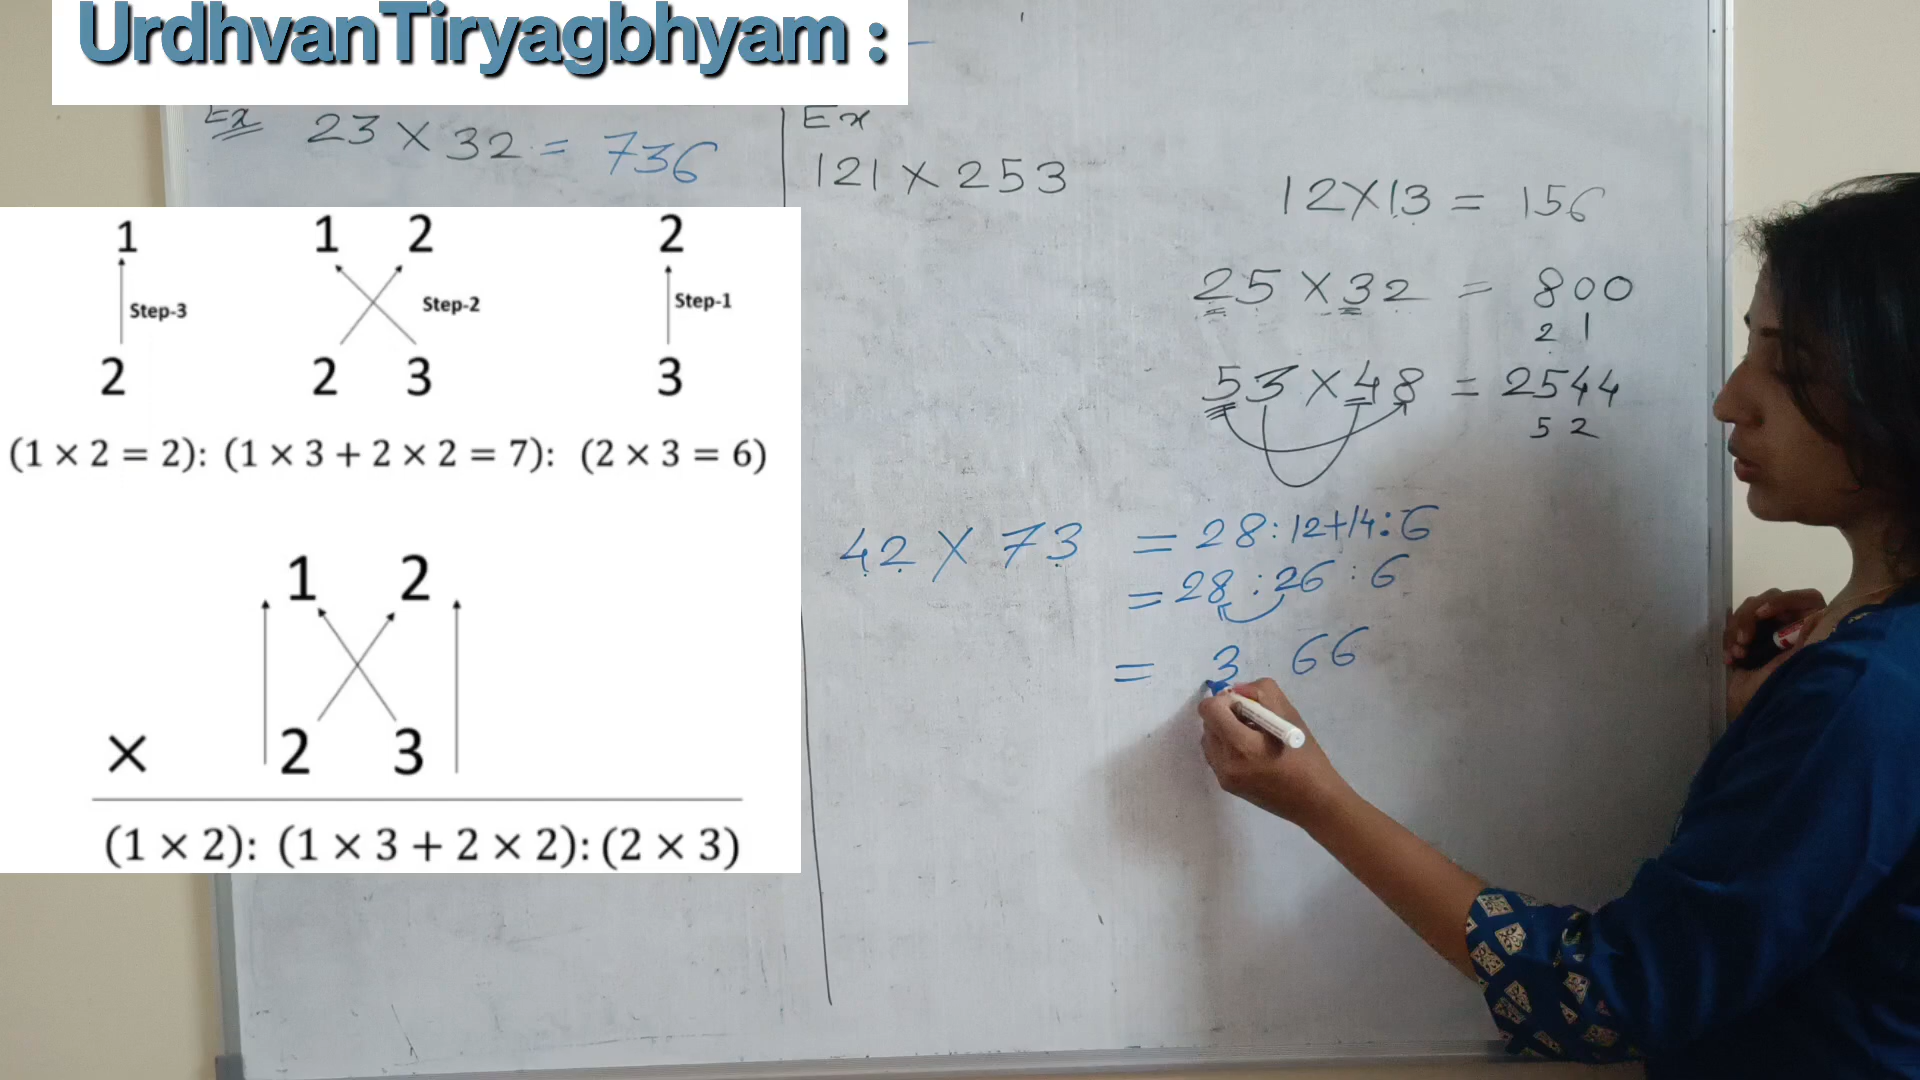 UrdhvanTiryagbhyam :
Ex 23 × 32 = 736
Ex
121 × 253
1 1 2 2
Step-3 Step-2 Step-1
2 2 3 3
(1 × 2 = 2): (1 × 3 + 2 × 2 = 7): (2 × 3 = 6)
1 2
× 2 3
(1 × 2): (1 × 3 + 2 × 2): (2 × 3)
12×13 = 156
25 × 32 = 800
2 1
53 × 48 = 2544
5 2
42 × 73 = 28:12+14:6
= 28:26:6
= 3 66